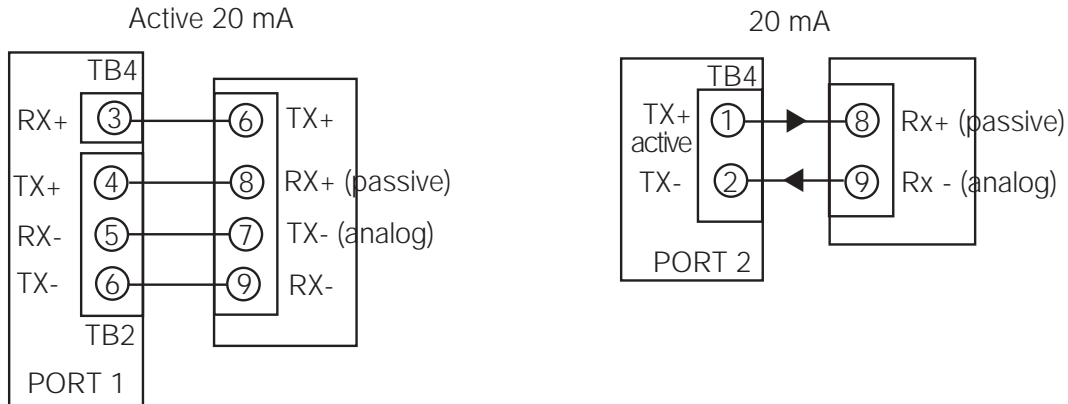 Active 20 mA
TB4
RX+ 3 6 TX+
TX+ 4 8 RX+ (passive)
RX- 5 7 TX- (analog)
TX- 6 9 RX-
TB2
PORT 1
20 mA
TB4
TX+ 1 8 Rx+ (passive)
active
TX- 2 9 Rx - (analog)
PORT 2